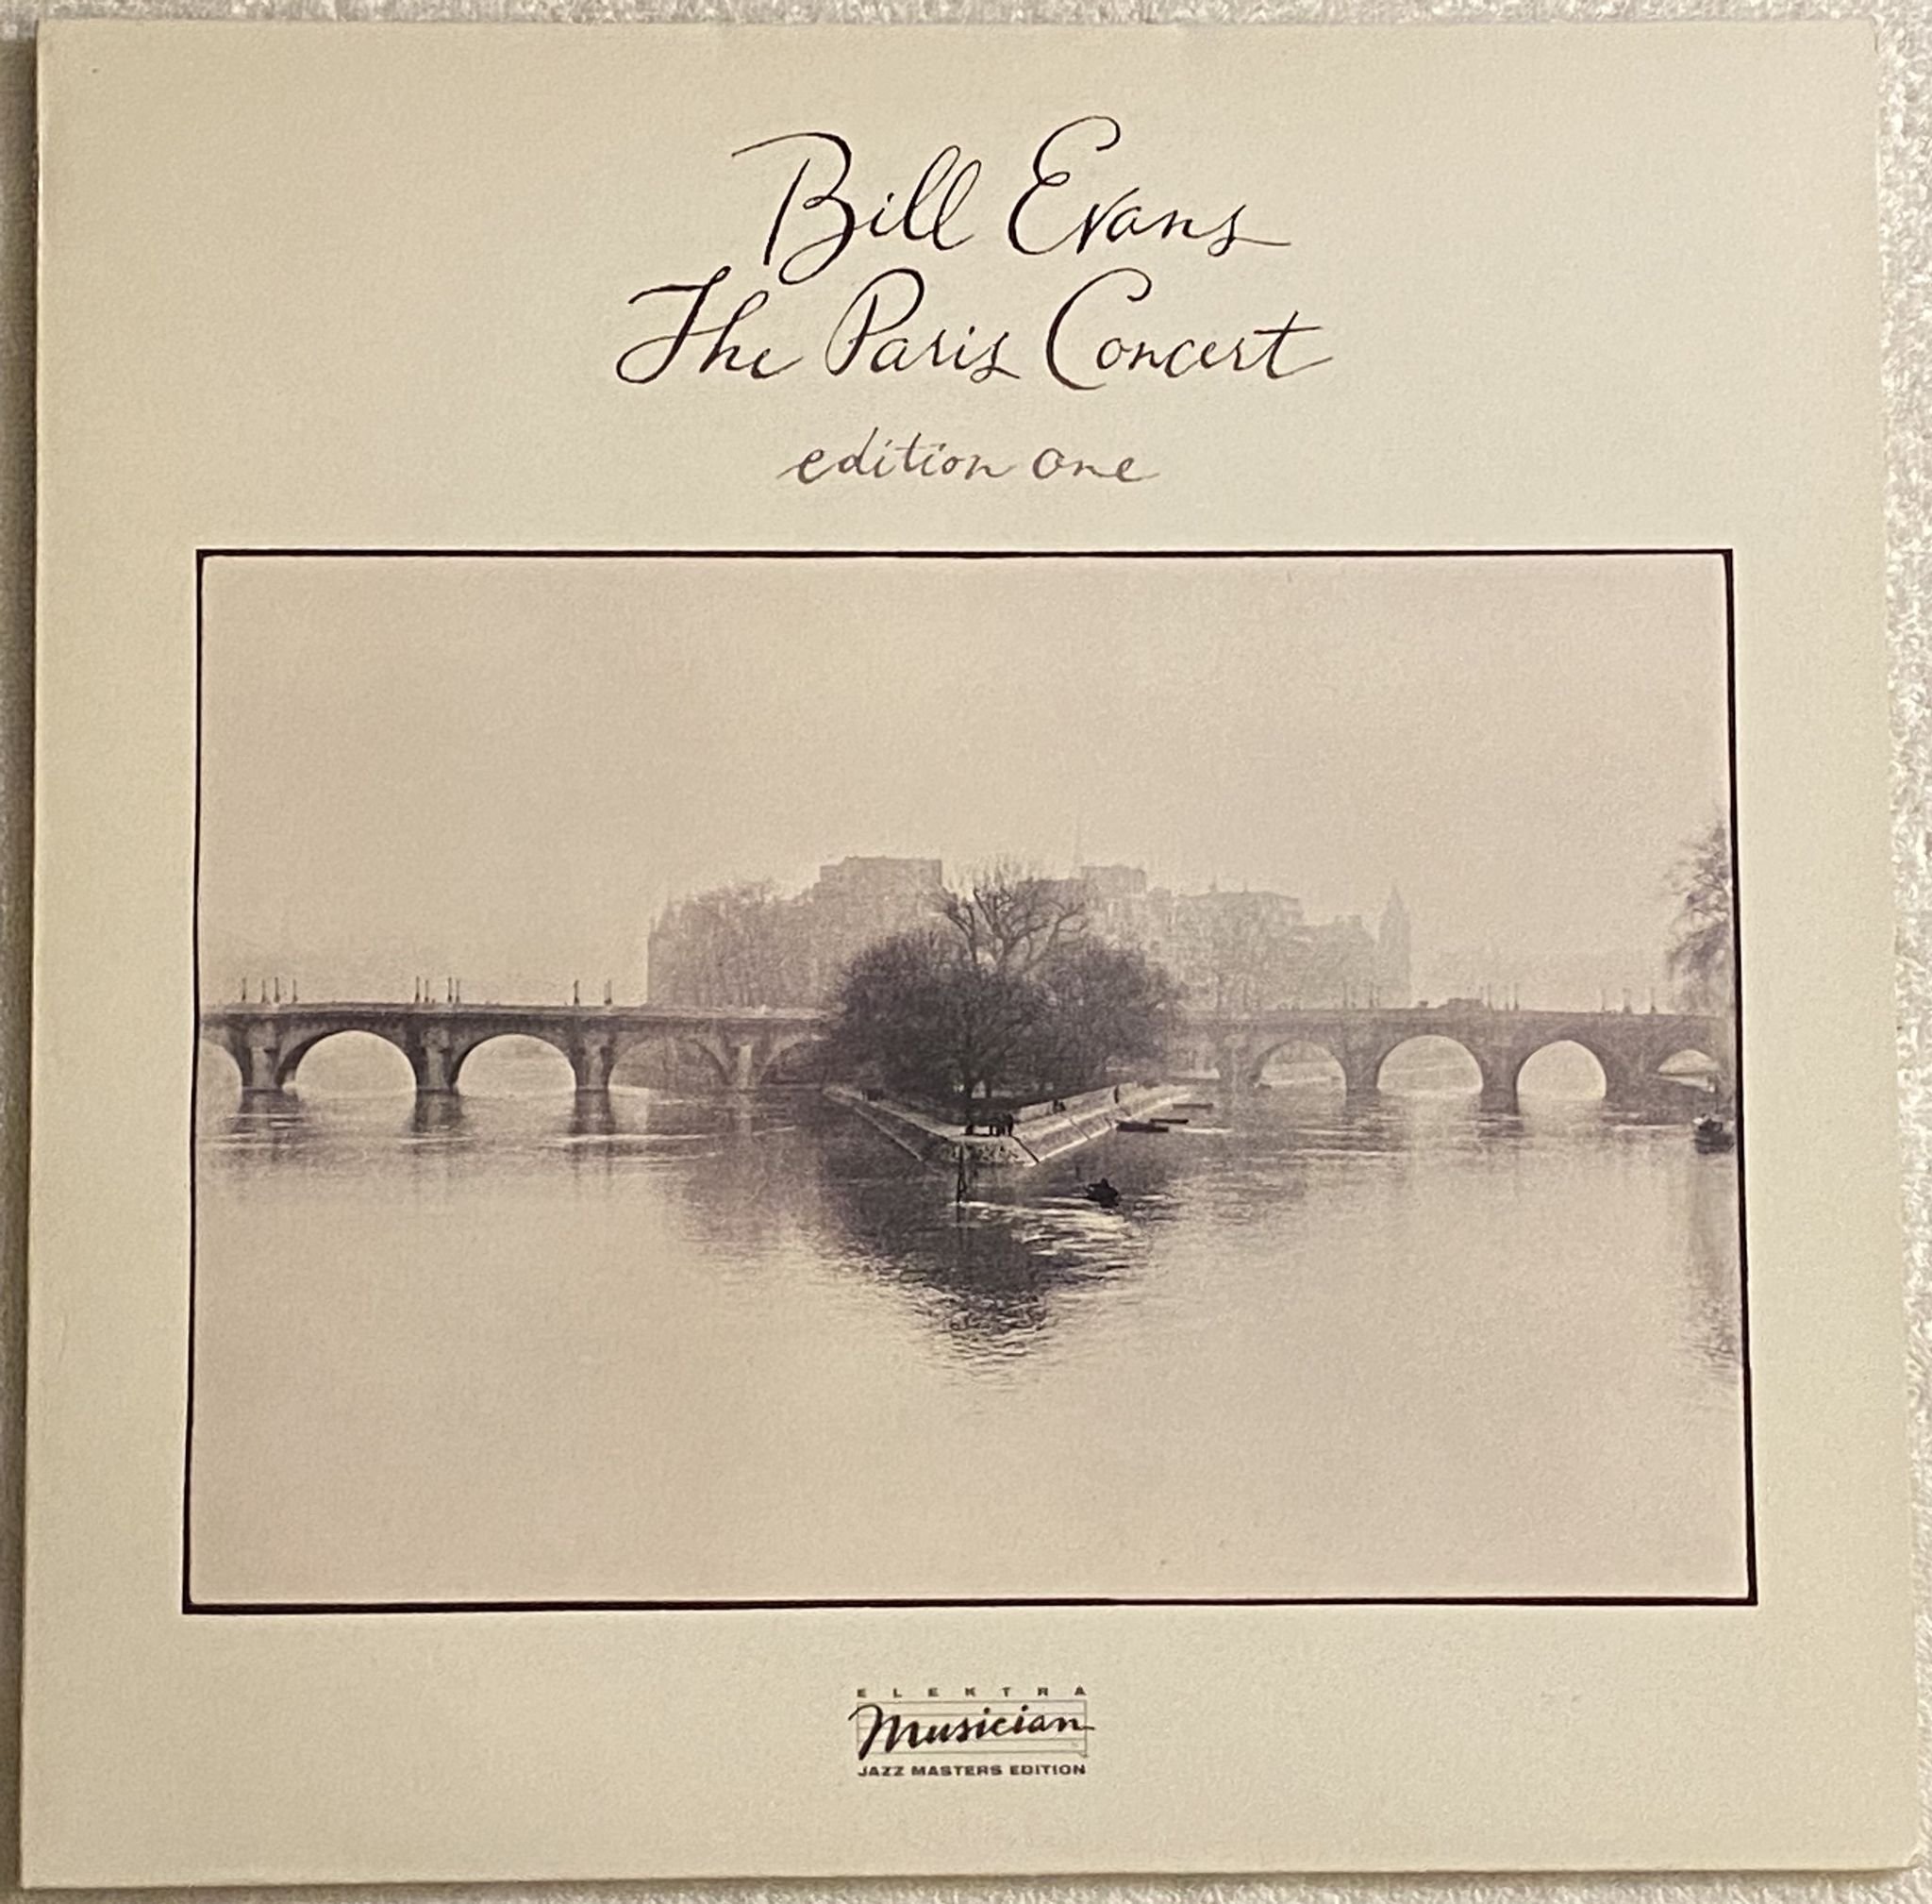 Bill Evans
The Paris Concert
edition one
ELEKTRA
Musician
JAZZ MASTERS EDITION